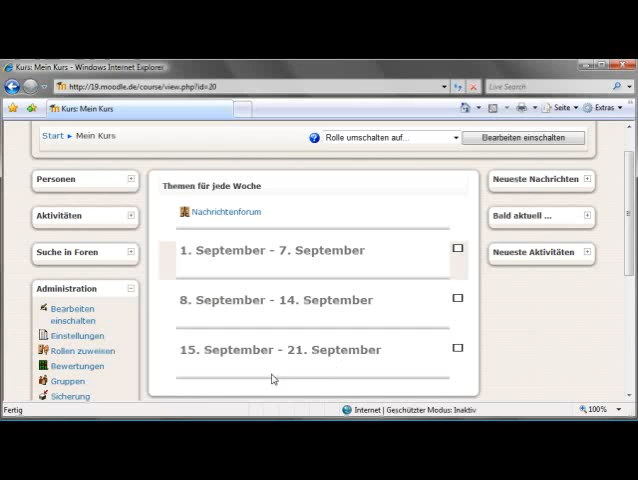 Kurs: Mein Kurs - Windows Internet Explorer
http://19.moodle.de/course/view.php?id=20
Live Search
Kurs: Mein Kurs
Seite
Extras
Start ► Mein Kurs
Rolle umschalten auf...
Bearbeiten einschalten
Personen
Aktivitäten
Suche in Foren
Administration
Bearbeiten
einschalten
Einstellungen
Rollen zuweisen
Bewertungen
Gruppen
Sicherung
Themen für jede Woche
Nachrichtenforum
1. September - 7. September
8. September - 14. September
15. September - 21. September
Neueste Nachrichten
Bald aktuell ...
Neueste Aktivitäten
Fertig
Internet | Geschützter Modus: Inaktiv
100%